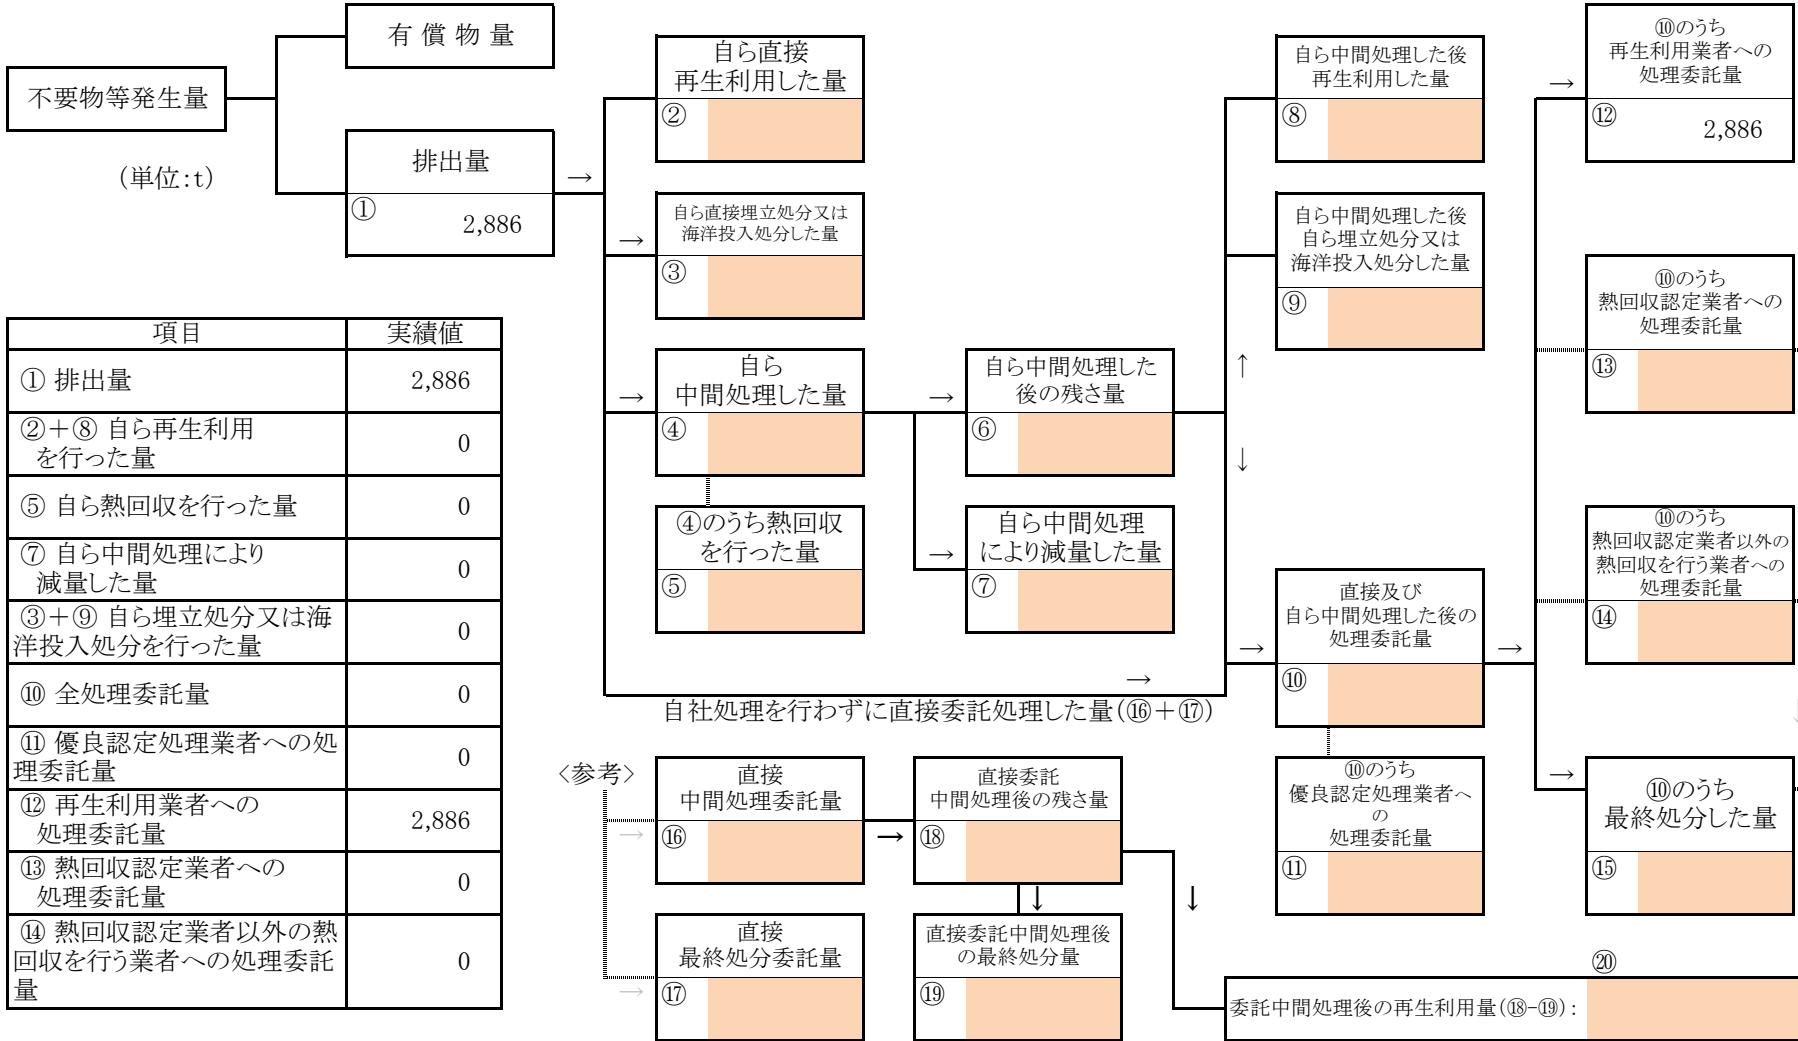 有 償 物 量
不要物等発生量
(単位:t)
排出量
①
2,886
→
自ら直接
再生利用した量
②
自ら直接埋立処分又は
海洋投入処分した量
→
③
自ら
中間処理した量
→
④
④のうち熱回収
を行った量
⑤
自ら中間処理した
後の残さ量
→
⑥
自ら中間処理
により減量した量
→
⑦
自ら中間処理した後
再生利用した量
⑧
自ら中間処理した後
自ら埋立処分又は
海洋投入処分した量
⑨
↑
↓
直接及び
自ら中間処理した後の
処理委託量
→
⑩
→
→
自社処理を行わずに直接委託処理した量(⑯+⑰)
⑩のうち
優良認定処理業者へ
の
処理委託量
⑪
⑩のうち
再生利用業者への
処理委託量
→
⑫
2,886
⑩のうち
熱回収認定業者への
処理委託量
⑬
⑩のうち
熱回収認定業者以外の
熱回収を行う業者への
処理委託量
⑭
↓
⑩のうち
最終処分した量
→
⑮
項目 実績値
① 排出量 2,886
②+⑧ 自ら再生利用
を行った量 0
⑤ 自ら熱回収を行った量 0
⑦ 自ら中間処理により
減量した量 0
③+⑨ 自ら埋立処分又は海
洋投入処分を行った量 0
⑩ 全処理委託量 0
⑪ 優良認定処理業者への処
理委託量 0
⑫ 再生利用業者への
処理委託量 2,886
⑬ 熱回収認定業者への
処理委託量 0
⑭ 熱回収認定業者以外の熱
回収を行う業者への処理委託
量 0
<参考>
直接
中間処理委託量
→
⑯
直接委託
中間処理後の残さ量
→
⑱
↓
↓
直接
最終処分委託量
→
⑰
直接委託中間処理後
の最終処分量
⑲
⑳
委託中間処理後の再生利用量(⑱-⑲):